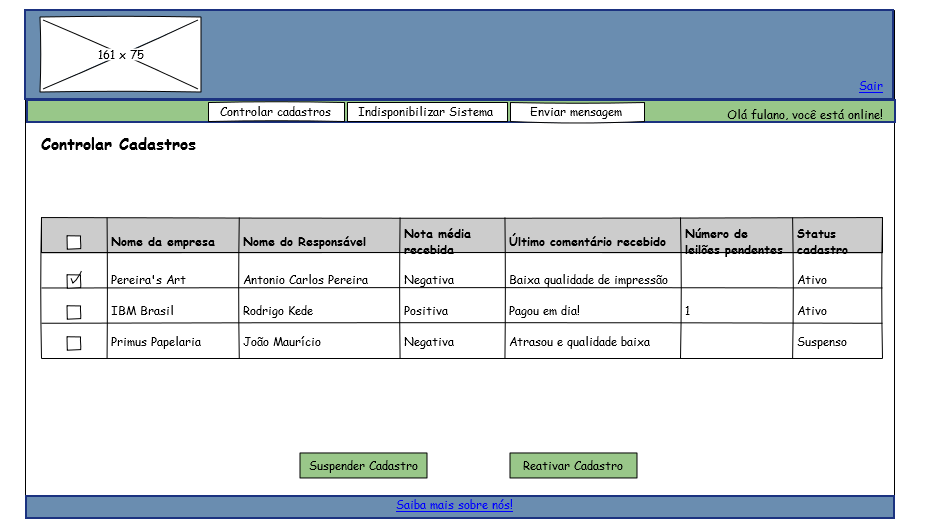 161 x 75
Sair
Controlar cadastros Indisponibilizar Sistema Enviar mensagem Olá fulano, você está online!
Controlar Cadastros
Nome da empresa Nome do Responsável Nota média recebida Último comentário recebido Número de leilões pendentes Status cadastro
Pereira's Art Antonio Carlos Pereira Negativa Baixa qualidade de impressão Ativo
IBM Brasil Rodrigo Kede Positiva Pagou em dia! 1 Ativo
Primus Papelaria João Maurício Negativa Atrasou e qualidade baixa Suspenso
Suspender Cadastro Reativar Cadastro
Saiba mais sobre nós!